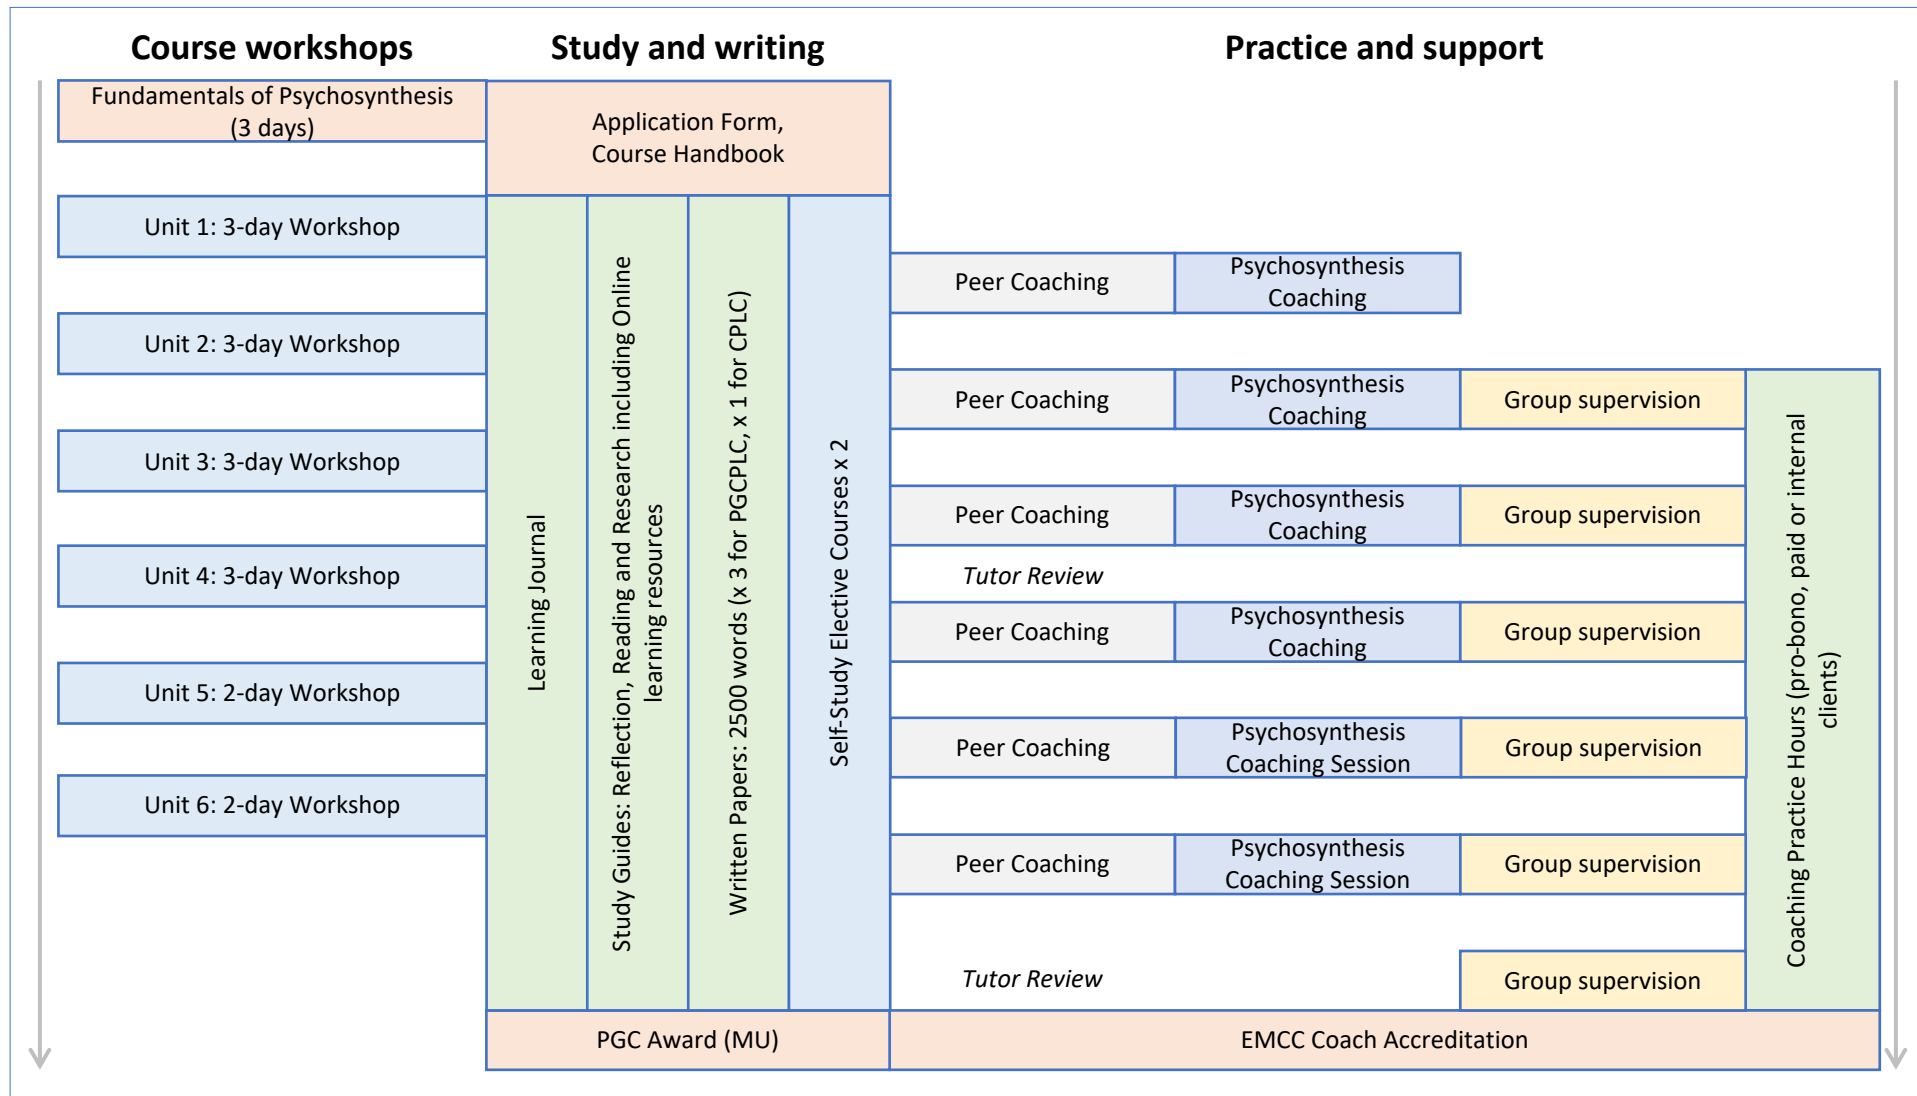 Course workshops
Study and writing
Practice and support
Fundamentals of Psychosynthesis
(3 days)
Application Form,
Course Handbook
Unit 1: 3-day Workshop
Unit 2: 3-day Workshop
Unit 3: 3-day Workshop
Unit 4: 3-day Workshop
Unit 5: 2-day Workshop
Unit 6: 2-day Workshop
Learning Journal
Study Guides: Reflection, Reading and Research including Online
learning resources
Written Papers: 2500 words (x 3 for PGCPLC, x 1 for CPLC)
Self-Study Elective Courses x 2
Peer Coaching
Psychosynthesis
Coaching
Peer Coaching
Psychosynthesis
Coaching
Group supervision
Peer Coaching
Psychosynthesis
Coaching
Group supervision
Tutor Review
Peer Coaching
Psychosynthesis
Coaching
Group supervision
Peer Coaching
Psychosynthesis
Coaching Session
Group supervision
Peer Coaching
Psychosynthesis
Coaching Session
Group supervision
Tutor Review
Group supervision
Coaching Practice Hours (pro-bono, paid or internal
clients)
PGC Award (MU)
EMCC Coach Accreditation